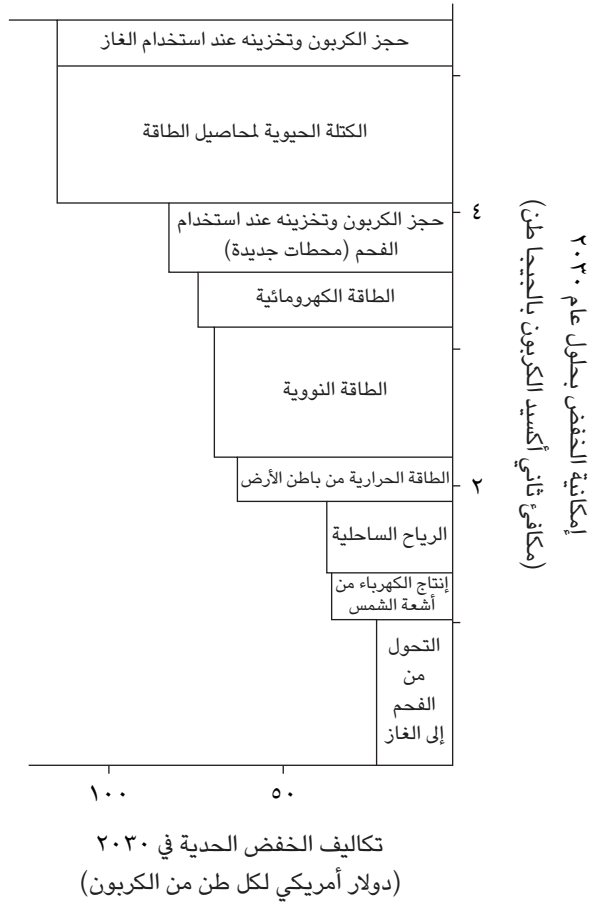 حجز الكربون وتخزينه عند استخدام الغاز
الكتلة الحيوية لمحاصيل الطاقة
حجز الكربون وتخزينه عند استخدام
الفحم (محطات جديدة)
الطاقة الكهرومائية
الطاقة النووية
الطاقة الحرارية من باطن الأرض
الرياح الساحلية
إنتاج الكهرباء من
أشعة الشمس
التحول
من
الفحم
إلى الغاز
٤
٢
إمكانية الخفض بحلول عام ٢٠٣٠
(مكافئ ثاني أكسيد الكربون بالجيجا طن)
٥٠
١٠٠
تكاليف الخفض الحدية في ٢٠٣٠
(دولار أمريكي لكل طن من الكربون)